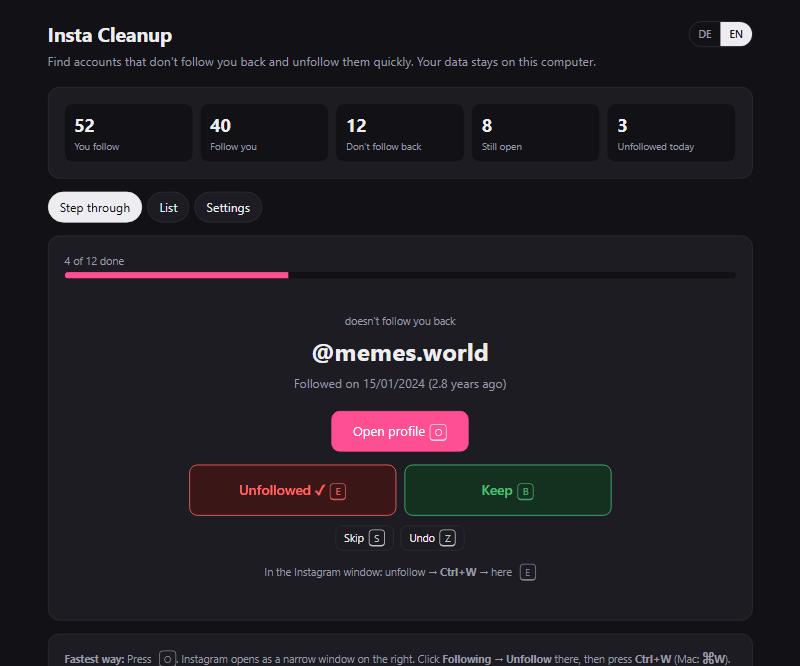 Insta Cleanup
DE EN
Find accounts that don't follow you back and unfollow them quickly. Your data stays on this computer.
52 40 12 8 3
You follow Follow you Don't follow back Still open Unfollowed today
Step through List Settings
4 of 12 done
doesn't follow you back
@memes.world
Followed on 15/01/2024 (2.8 years ago)
Open profile O
Unfollowed ✓ E Keep B
Skip S Undo Z
In the Instagram window: unfollow → Ctrl+W → here E
Fastest way: Press O. Instagram opens as a narrow window on the right. Click Following → Unfollow there, then press Ctrl+W (Mac: ⌘W).